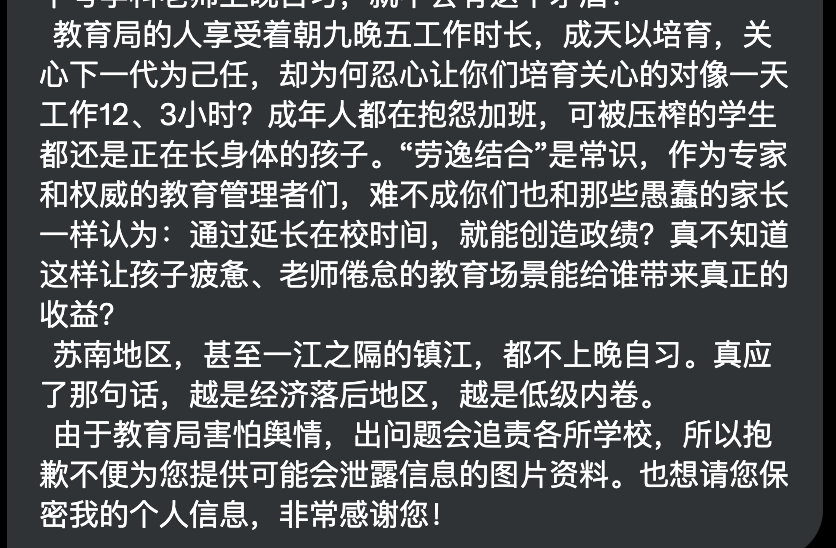 教育局的人享受着朝九晚五工作时长，成天以培育，关
心下一代为己任，却为何忍心让你们培育关心的对像一天
工作12、3小时？成年人都在抱怨加班，可被压榨的学生
都还是正在长身体的孩子。“劳逸结合”是常识，作为专家
和权威的教育管理者们，难不成你们也和那些愚蠢的家长
一样认为：通过延长在校时间，就能创造政绩？真不知道
这样让孩子疲惫、老师倦怠的教育场景能给谁带来真正的
收益？
苏南地区，甚至一江之隔的镇江，都不上晚自习。真应
了那句话，越是经济落后地区，越是低级内卷。
由于教育局害怕舆情，出问题会追责各所学校，所以抱
歉不便为您提供可能会泄露信息的图片资料。也想请您保
密我的个人信息，非常感谢您！